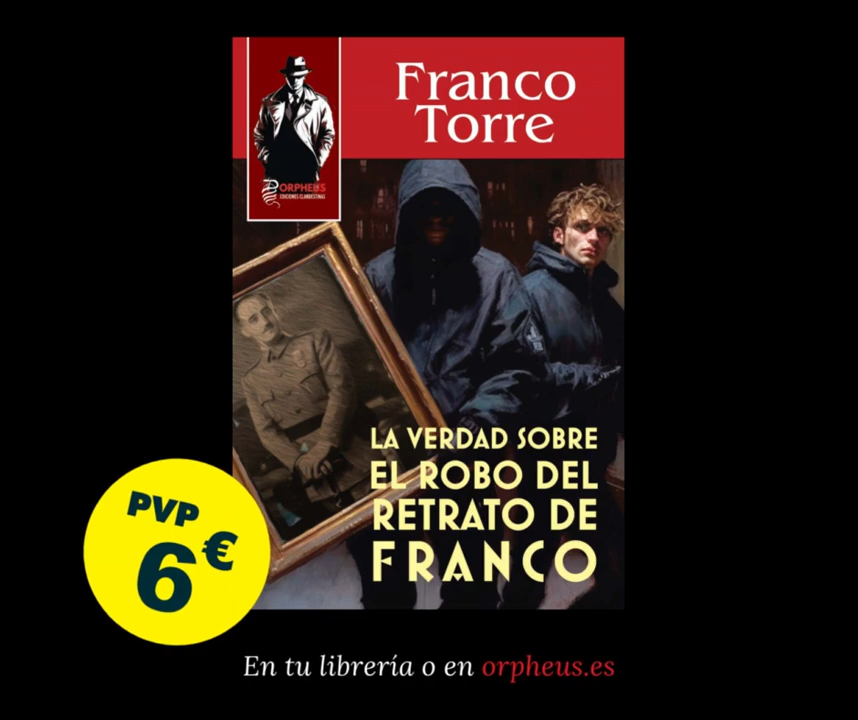 Franco
Torre
ORPHEUS
EDICIONES CLANDESTINAS
LA VERDAD SOBRE
EL ROBO DEL
RETRATO DE
FRANCO
PVP
6€
En tu librería o en orpheus.es